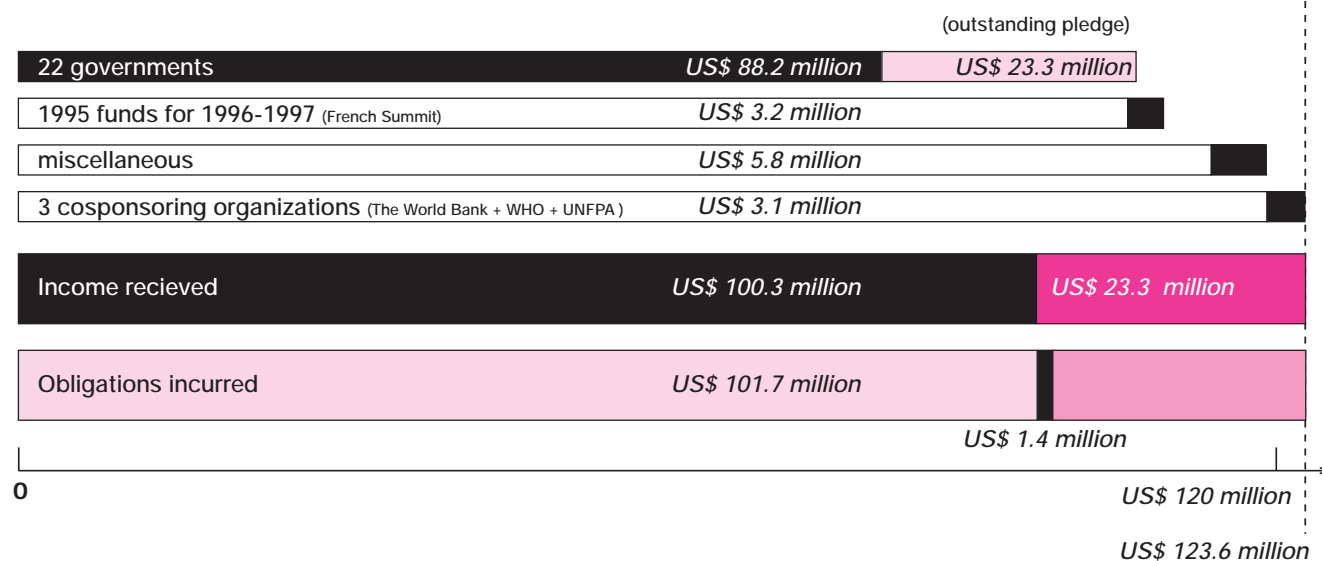 (outstanding pledge)
22 governments US$ 88.2 million US$ 23.3 million
1995 funds for 1996-1997 (French Summit) US$ 3.2 million
miscellaneous US$ 5.8 million
3 cosponsoring organizations (The World Bank + WHO + UNFPA ) US$ 3.1 million
Income recieved US$ 100.3 million US$ 23.3 million
Obligations incurred US$ 101.7 million
US$ 1.4 million
0
US$ 120 million
US$ 123.6 million